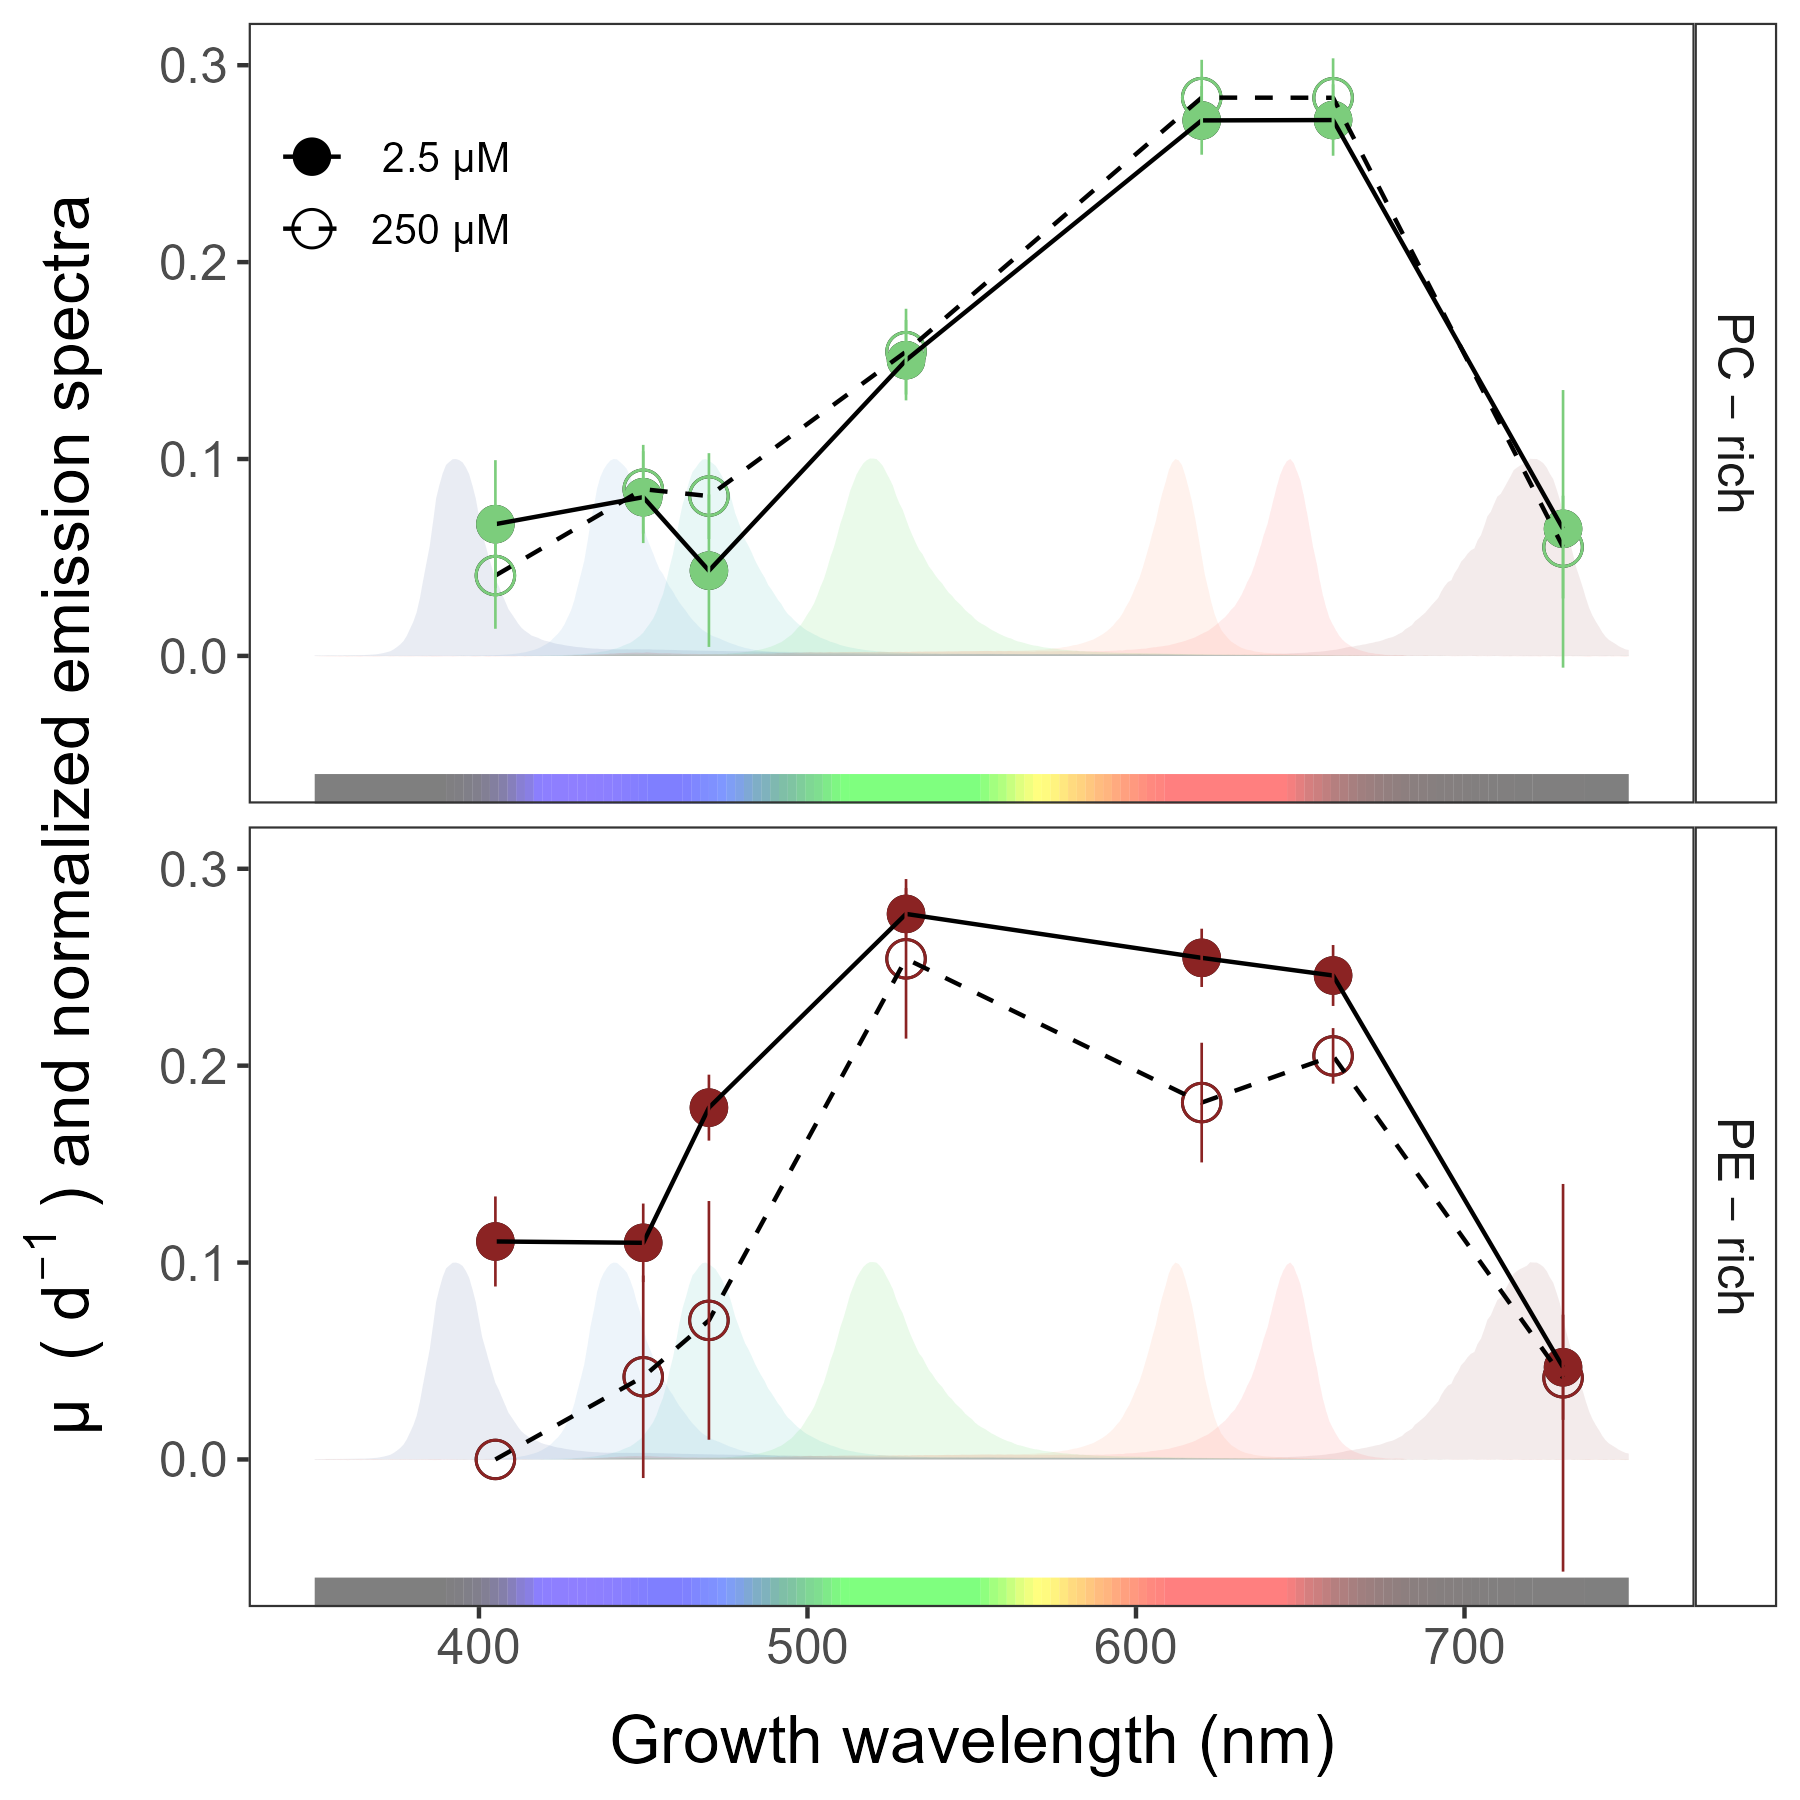 μ ( d⁻¹ ) and normalized emission spectra
0.3
0.2
0.1
0.0
2.5 μM
250 μM
PC – rich
0.3
0.2
0.1
0.0
PE – rich
400 500 600 700
Growth wavelength (nm)